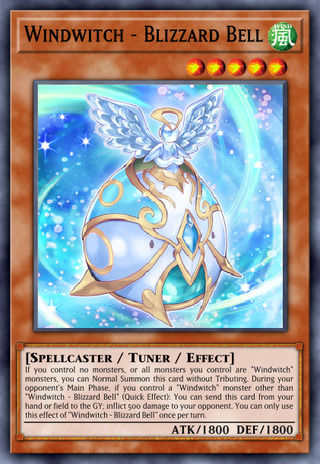 Windwitch - Blizzard Bell
WIND
風
[Spellcaster / Tuner / Effect]
If you control no monsters, or all monsters you control are "Windwitch"
monsters, you can Normal Summon this card without Tributing. During your
opponent's Main Phase, if you control a "Windwitch" monster other than
"Windwitch - Blizzard Bell" (Quick Effect): You can send this card from your
hand or field to the GY; inflict 500 damage to your opponent. You can only use
this effect of "Windwitch - Blizzard Bell" once per turn.
ATK/1800 DEF/1800